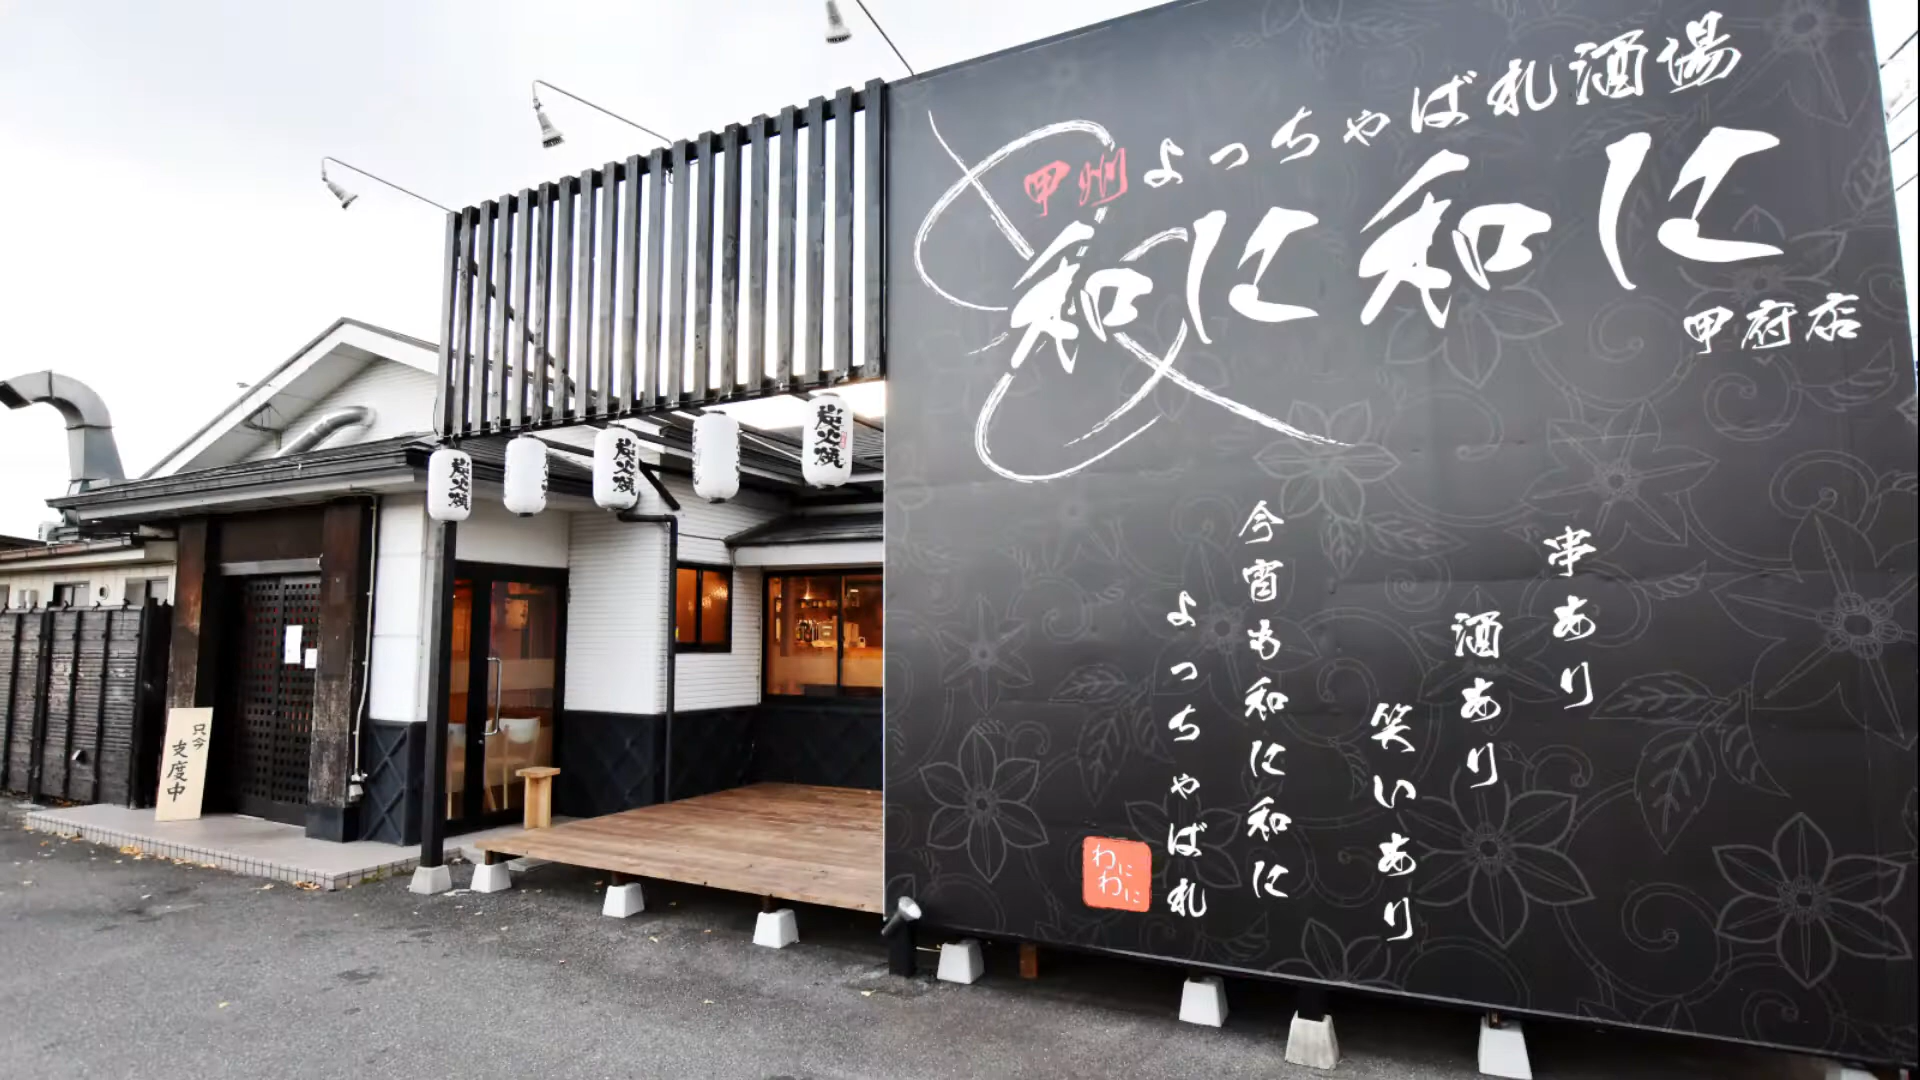 甲州よっちゃばれ酒場
和に和に
甲府店
串あり
酒あり
笑いあり
今宵も和に和に
よっちゃばれ
わに
わに
炭火焼
炭火焼
炭火焼
只今
支度中